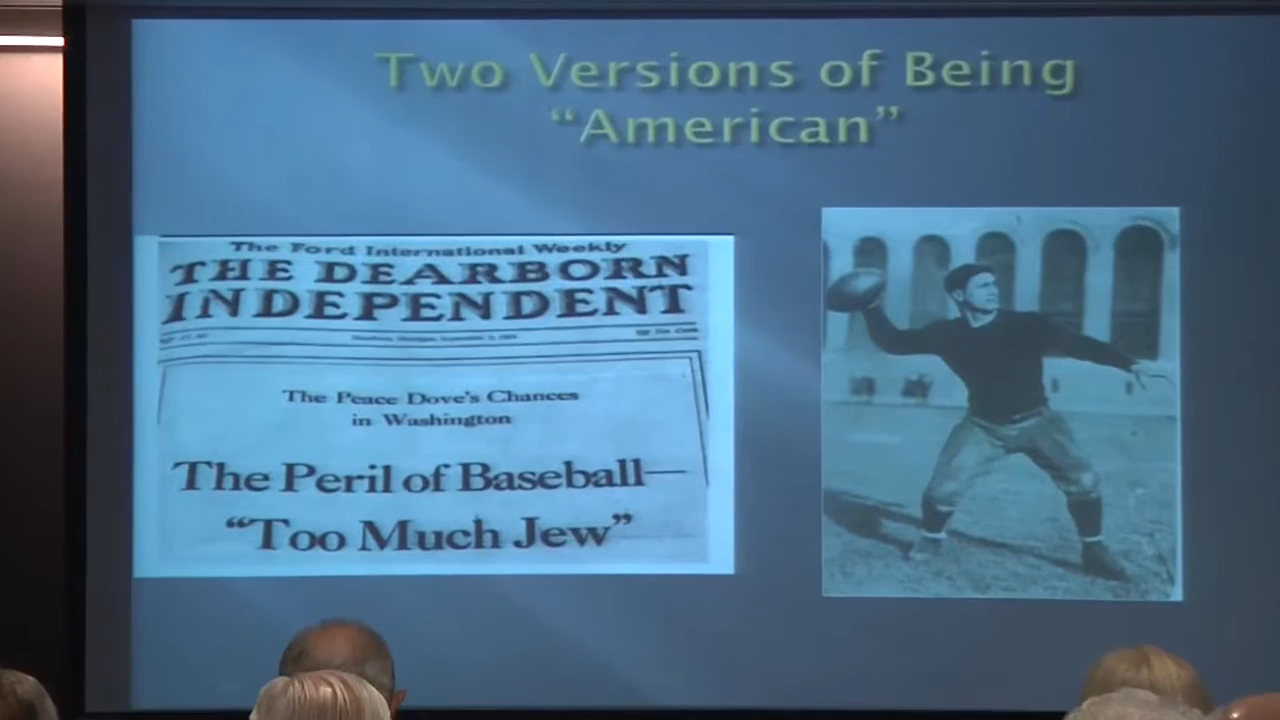 Two Versions of Being
“American”
The Ford International Weekly
THE DEARBORN
INDEPENDENT
The Peace Dove's Chances
in Washington
The Peril of Baseball—
“Too Much Jew”